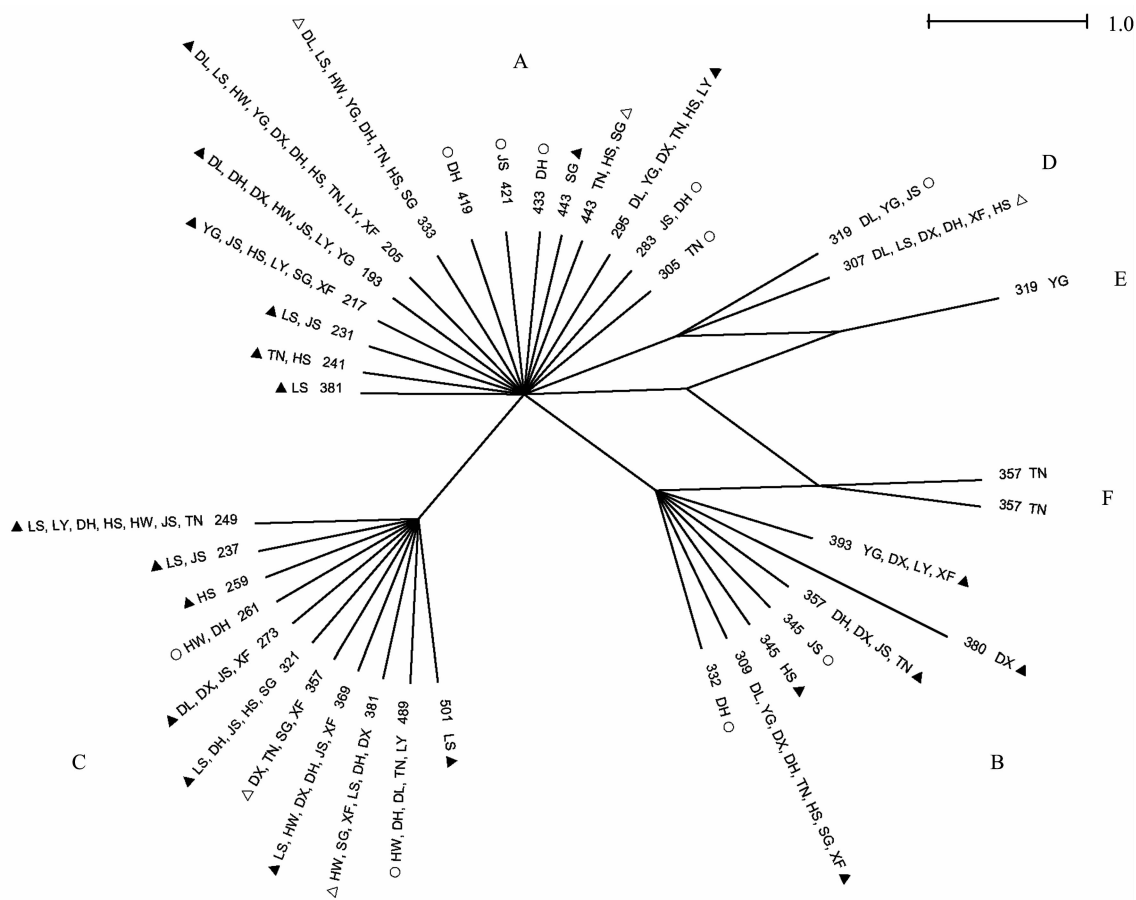 1.0
A
DL, LS, HW, YG, DH, TN, HS, SG 333
DL, LS, HW, YG, DX, DH, HS, TN, LY, XF 205
DL, DH, DX, HW, JS, LY, YG 193
YG, JS, HS, LY, SG, XF 217
LS, JS 231
TN, HS 241
LS 381
DH 419
JS 421
433 DH
443 SG
443 TN, HS, SG
295 DL, YG, DX, TN, HS, LY
283 JS, DH
305 TN
D
319 DL, YG, JS
307 DL, LS, DX, DH, XF, HS
E
319 YG
357 TN
357 TN
F
393 YG, DX, LY, XF
380 DX
357 DH, DX, JS, TN
345 JS
345 HS
309 DL, YG, DX, DH, TN, HS, SG, XF
332 DH
B
LS, LY, DH, HS, HW, JS, TN 249
LS, JS 237
HS 259
HW, DH 261
DL, DX, JS, XF 273
LS, DH, JS, HS, SG 321
DX, TN, SG, XF 357
LS, HW, DX, DH, JS, XF 369
HW, SG, XF, LS, DH, DX 381
HW, DH, DL, TN, LY 489
501 LS
C